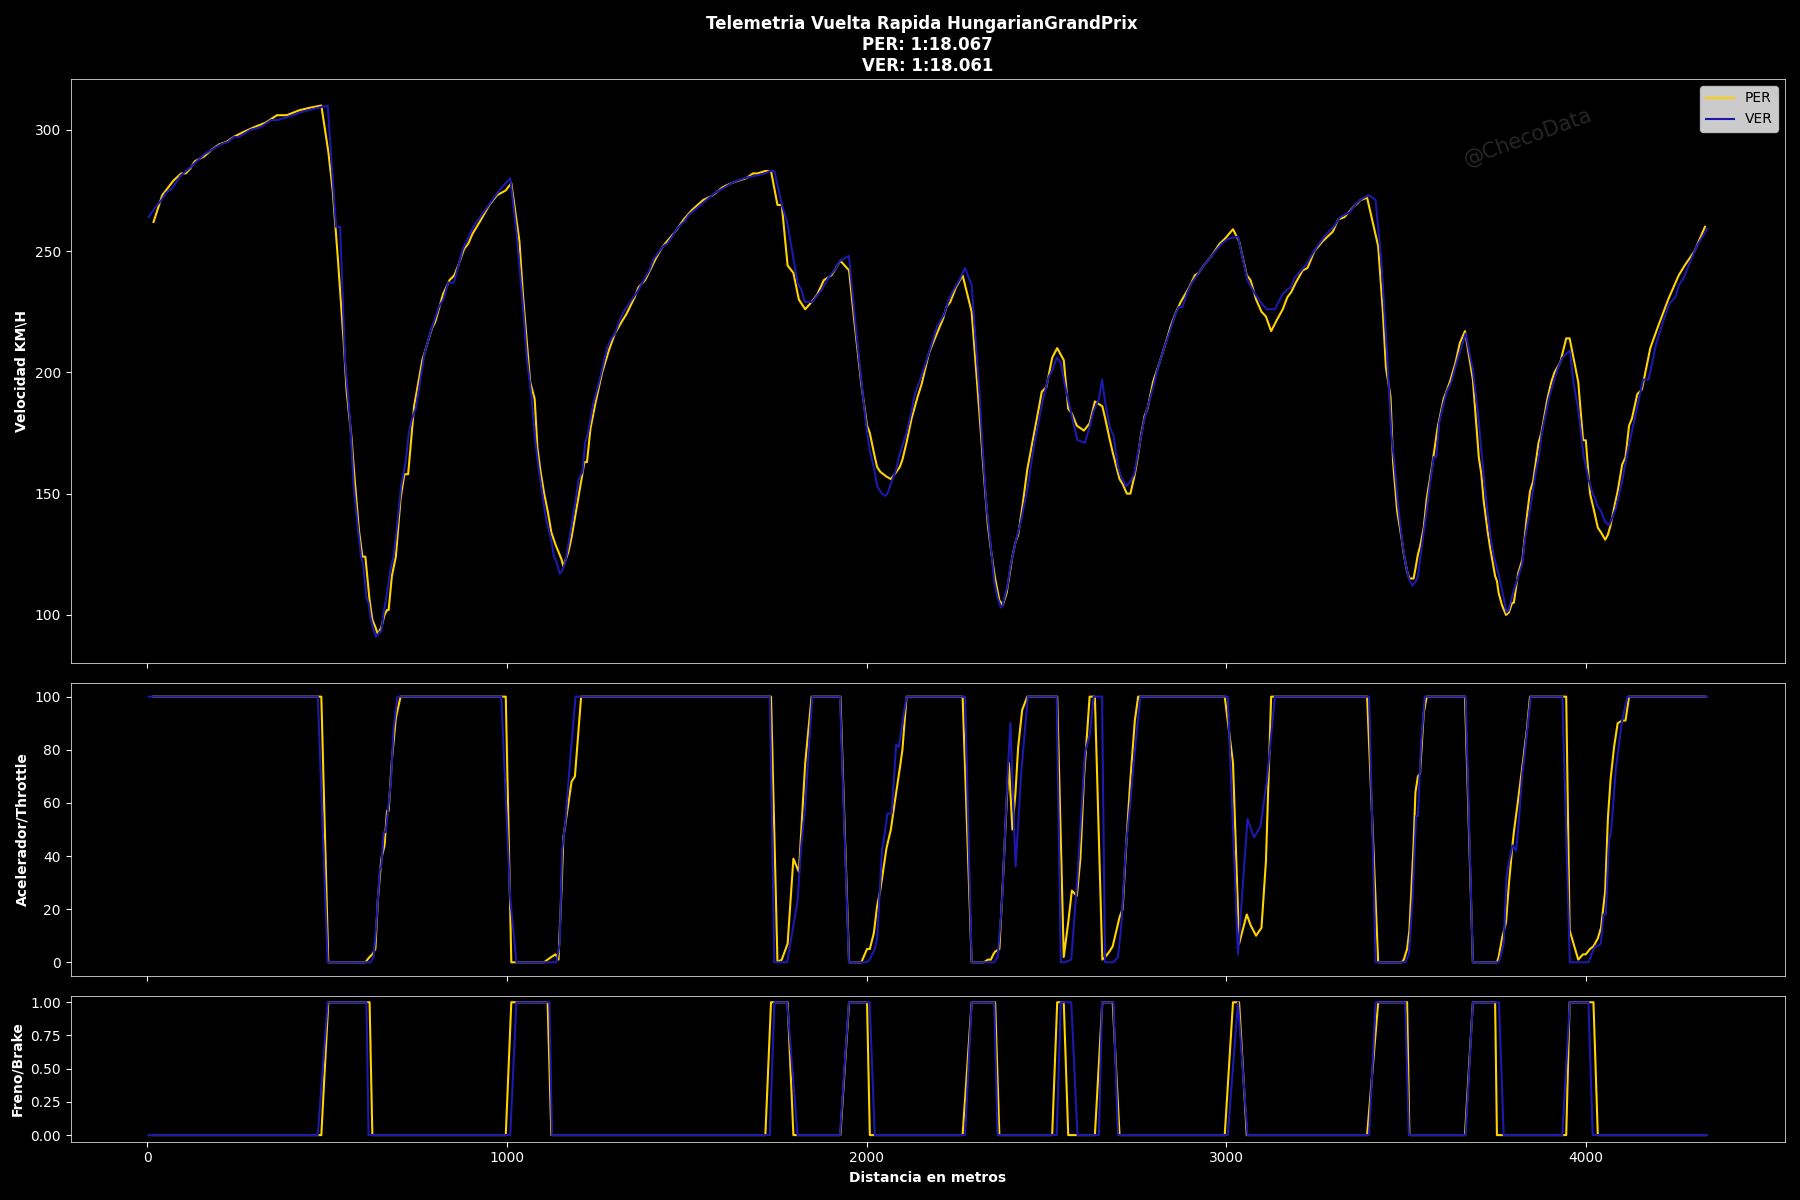 Telemetria Vuelta Rapida HungarianGrandPrix
PER: 1:18.067
VER: 1:18.061
PER
VER
@ChecoData
Velocidad KM\H
300
250
200
150
100
Acelerador/Throttle
100
80
60
40
20
0
Freno/Brake
1.00
0.75
0.50
0.25
0.00
0
1000
2000
3000
4000
Distancia en metros